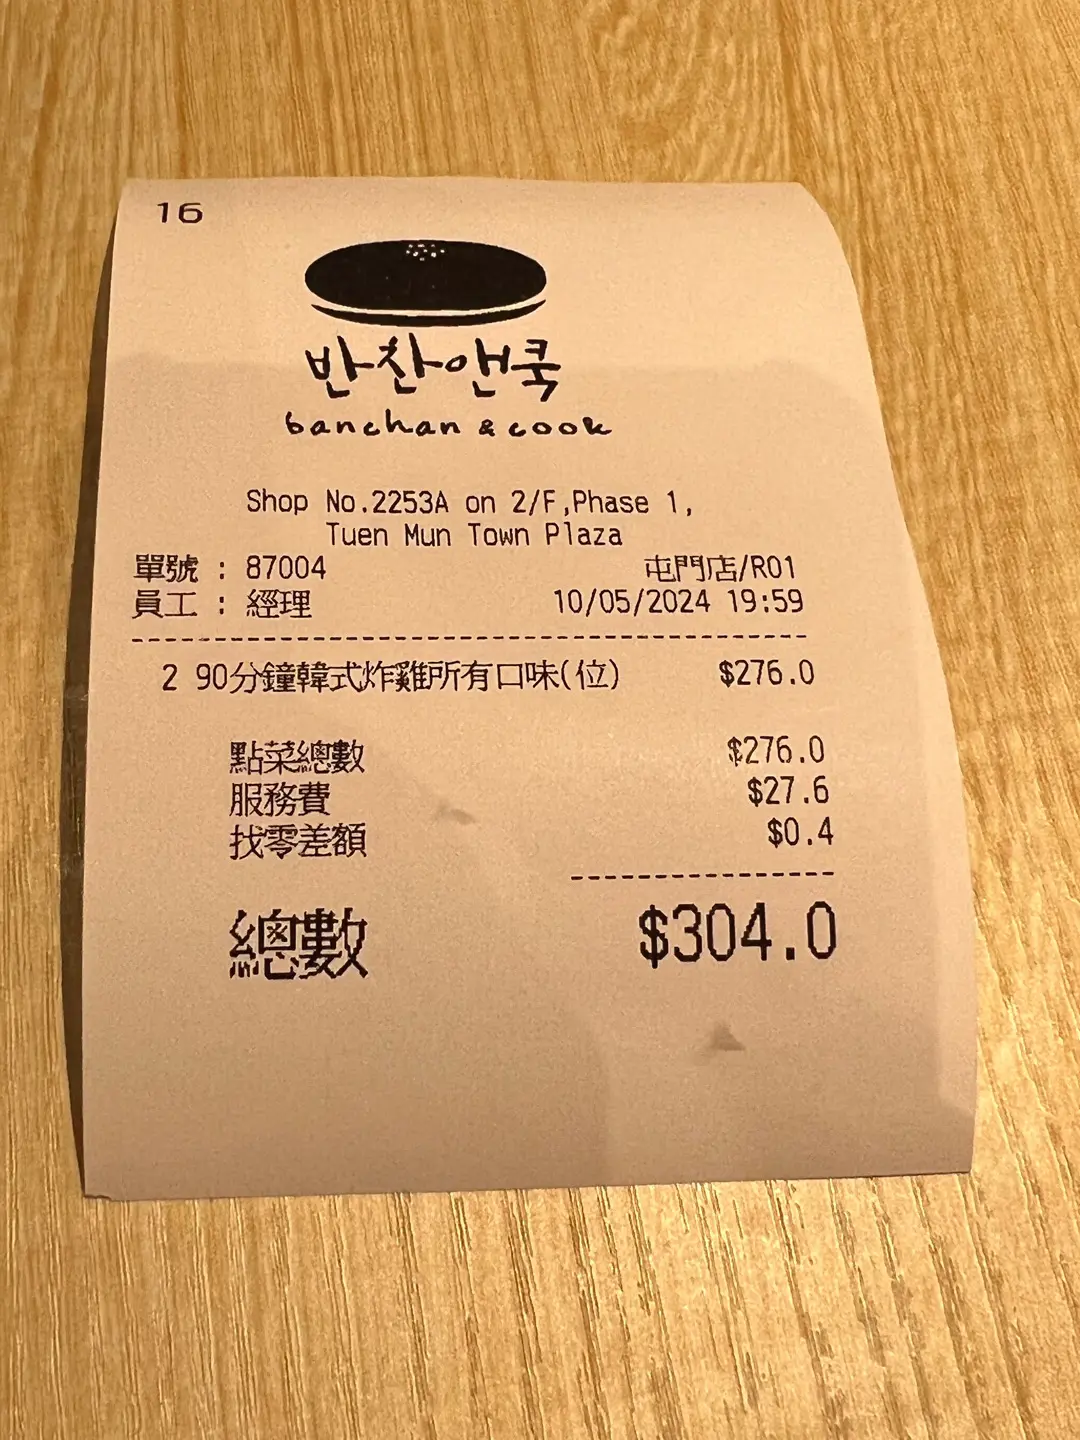 16
반찬앤쿡
banchan & cook
Shop No.2253A on 2/F,Phase 1,
Tuen Mun Town Plaza
單號 : 87004 屯門店/R01
員工 : 經理 10/05/2024 19:59
2 90分鐘韓式炸雞所有口味(位) $276.0
點菜總數 $276.0
服務費 $27.6
找零差額 $0.4
總數 $304.0